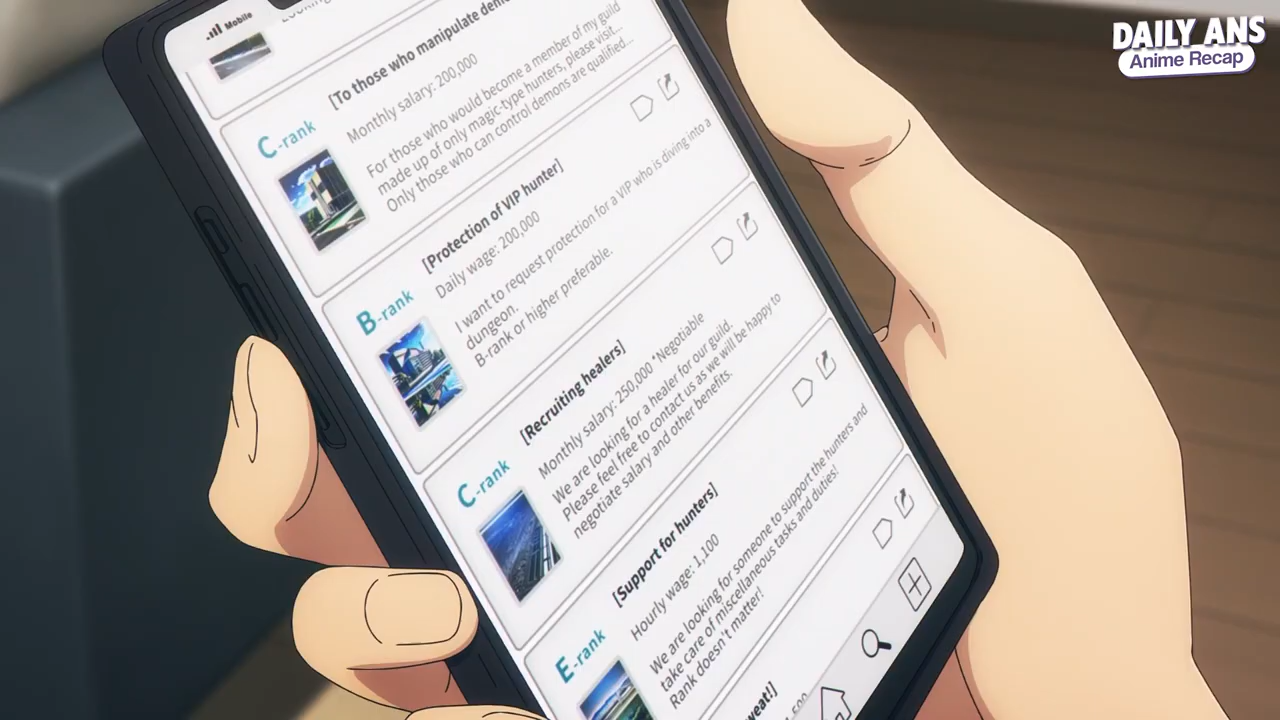 DAILY ANS
Anime Recap
Mobile
[To those who manipulate
Monthly salary: 200,000
For those who would become a member of my guild
made up of only magic-type hunters, please visit...
Only those who can control demons are qualified...
C-rank
[Protection of VIP hunter]
Daily wage: 200,000
I want to request protection for a VIP who is diving into a
dungeon.
B-rank or higher preferable.
B-rank
[Recruiting healers]
Monthly salary: 250,000 *Negotiable
We are looking for a healer for our guild.
Please feel free to contact us as we will be happy to
negotiate salary and other benefits.
C-rank
[Support for hunters]
Hourly wage: 1,100
We are looking for someone to support the hunters and
take care of miscellaneous tasks and duties!
Rank doesn't matter!
E-rank